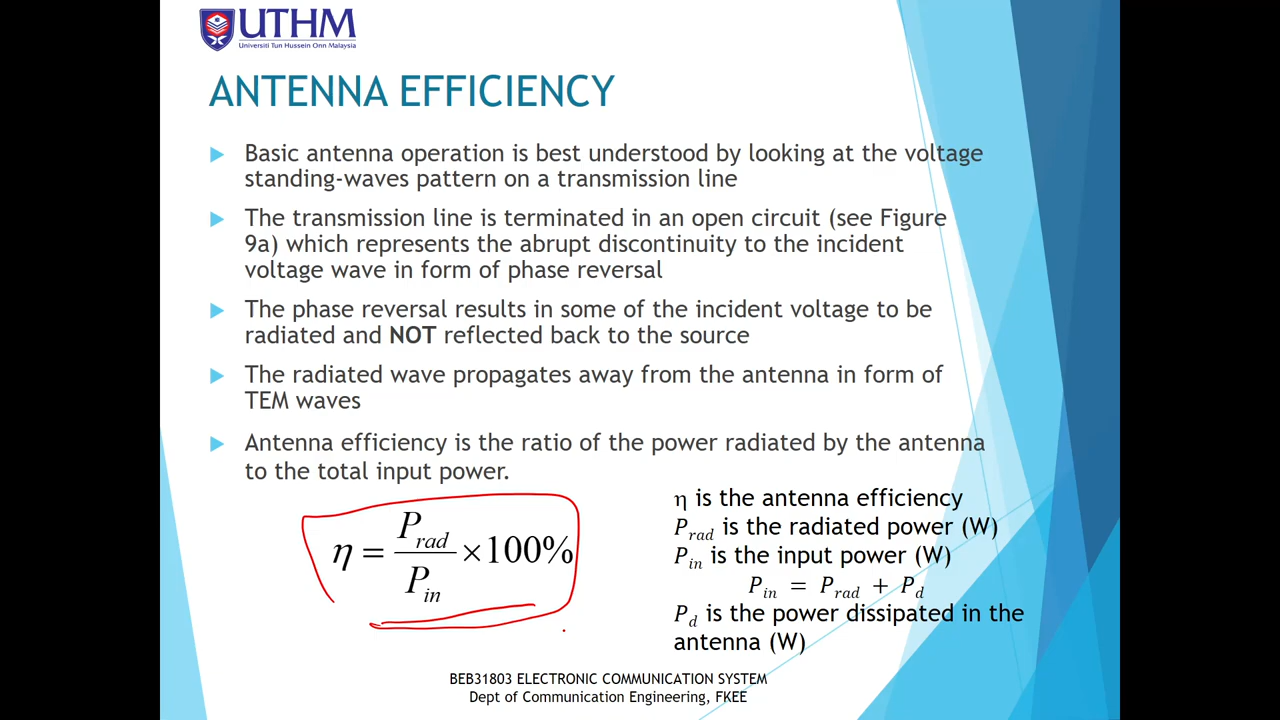 UTHM
Universiti Tun Hussein Onn Malaysia
ANTENNA EFFICIENCY
Basic antenna operation is best understood by looking at the voltage
standing-waves pattern on a transmission line
The transmission line is terminated in an open circuit (see Figure
9a) which represents the abrupt discontinuity to the incident
voltage wave in form of phase reversal
The phase reversal results in some of the incident voltage to be
radiated and NOT reflected back to the source
The radiated wave propagates away from the antenna in form of
TEM waves
Antenna efficiency is the ratio of the power radiated by the antenna
to the total input power.
η = P_rad / P_in × 100%
η is the antenna efficiency
P_rad is the radiated power (W)
P_in is the input power (W)
P_in = P_rad + P_d
P_d is the power dissipated in the
antenna (W)
BEB31803 ELECTRONIC COMMUNICATION SYSTEM
Dept of Communication Engineering, FKEE